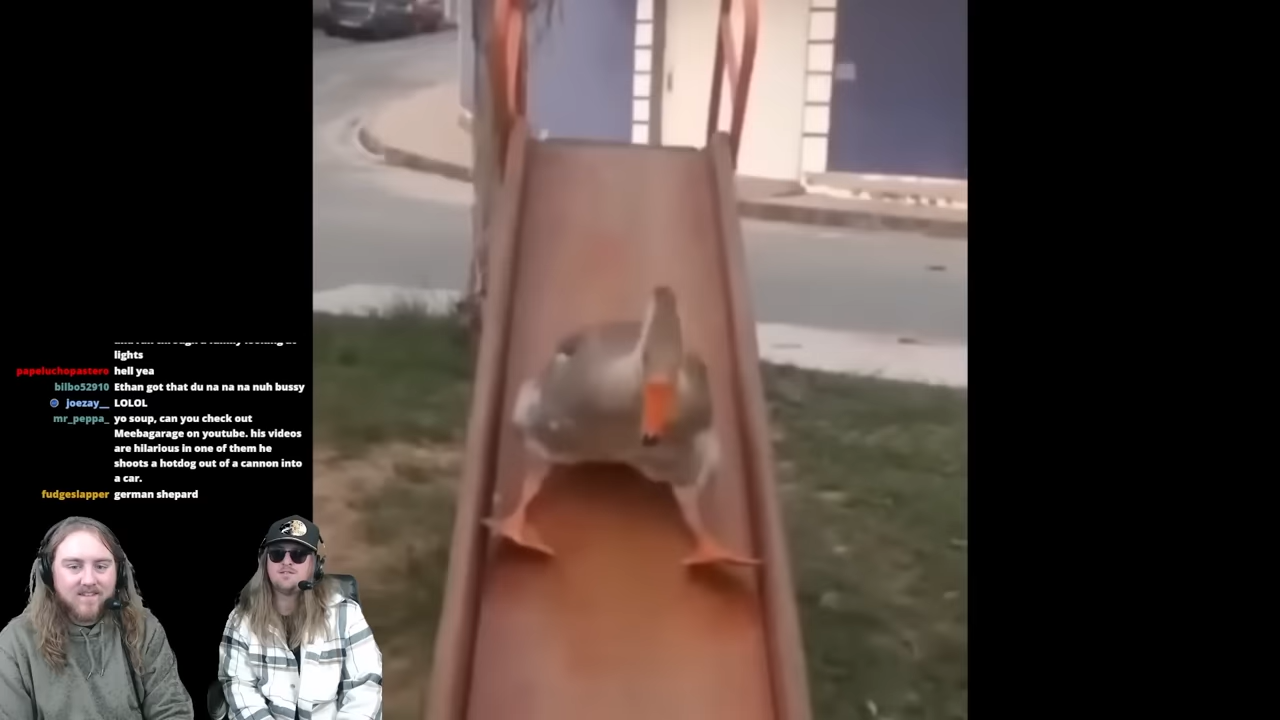 lights
papeluchopastero hell yea
bilbo52910 Ethan got that du na na na nuh bussy
joezay__ LOLOL
mr_peppa_ yo soup, can you check out
Meebagarage on youtube. his videos
are hilarious in one of them he
shoots a hotdog out of a cannon into
a car.
fudgeslapper german shepard